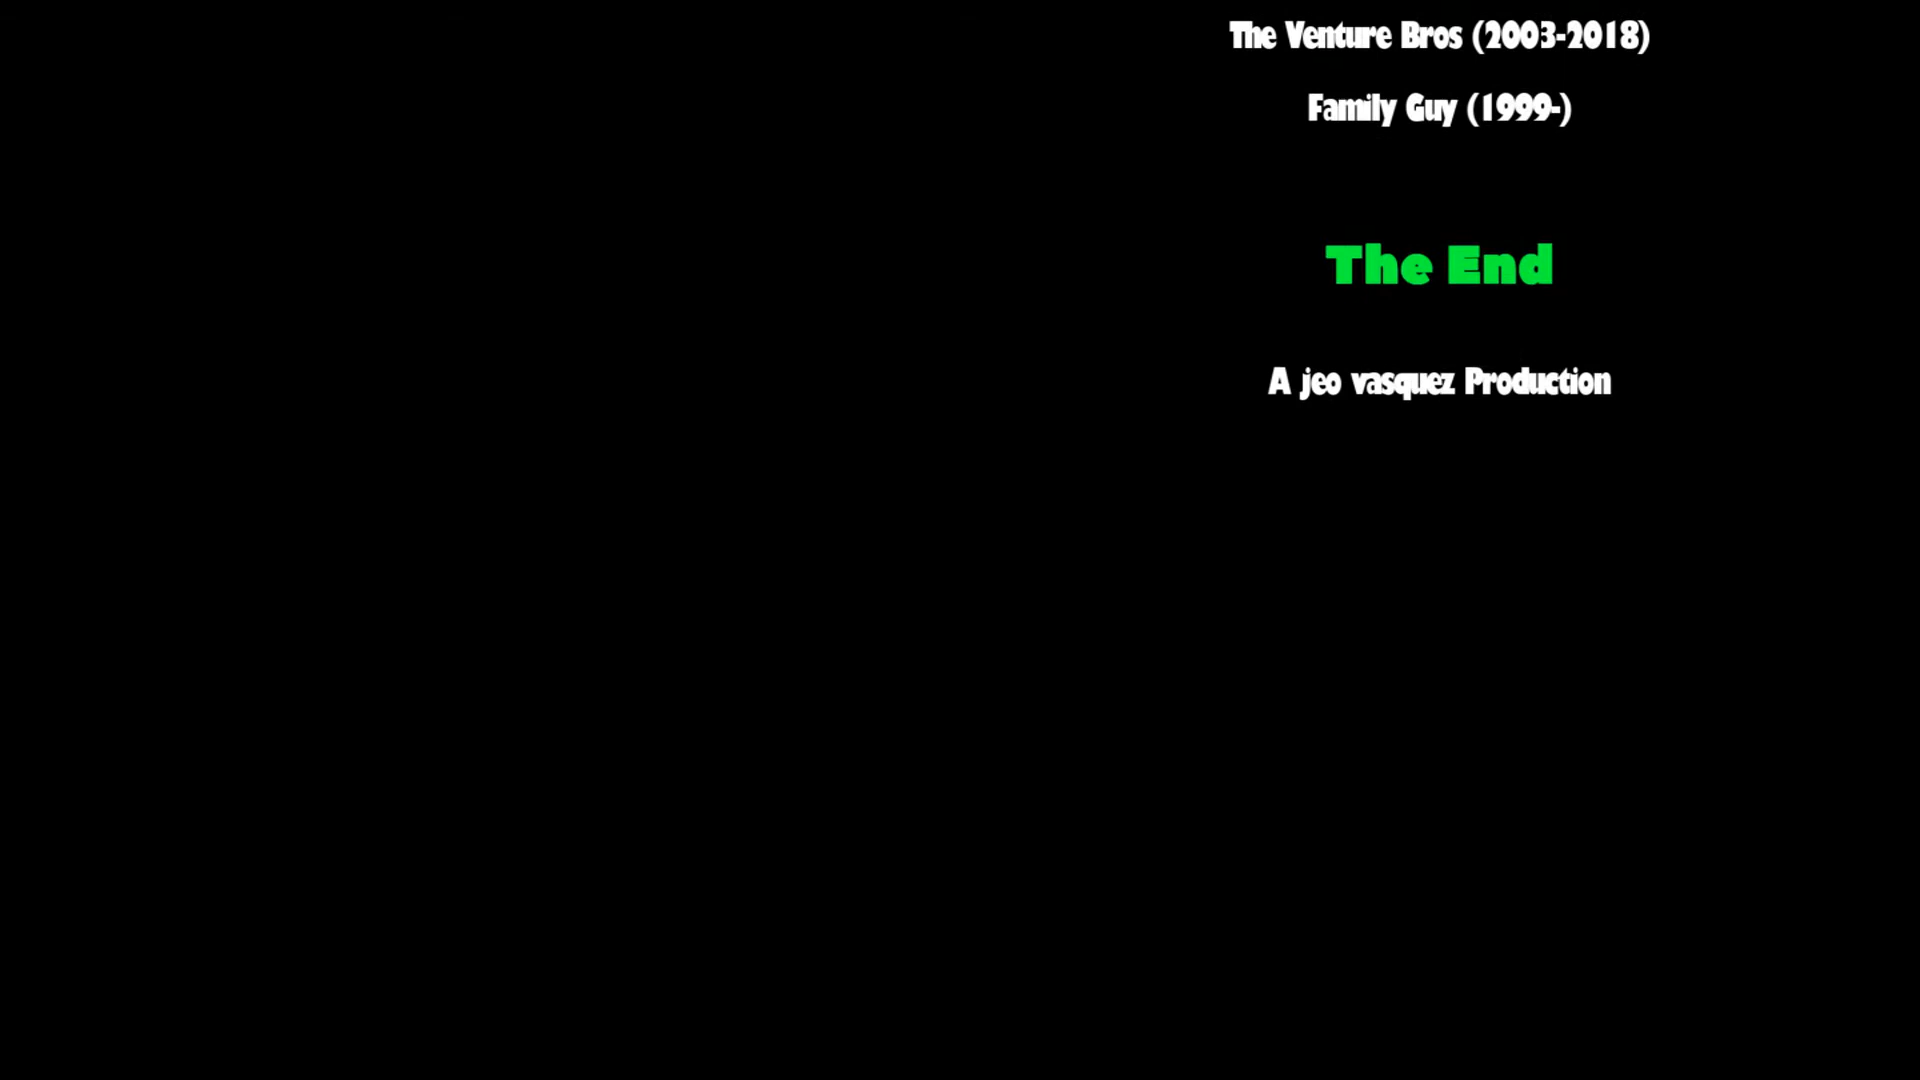 The Venture Bros (2003-2018)
Family Guy (1999-)
The End
A jeo vasquez Production